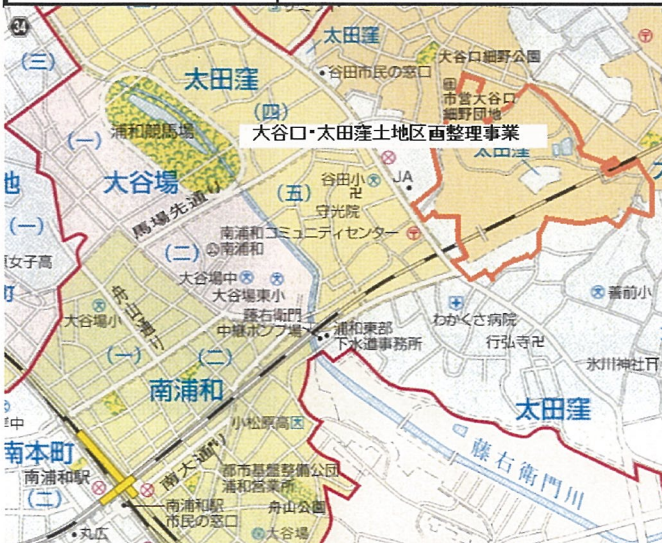 34
太田窪
(三)
太田窪
谷田市民の窓口
大谷口細野公園
市営大谷口
細野団地
(四)
浦和競馬場
大谷口・太田窪土地区画整理事業
太田窪
(一)
大谷場
馬場先通り
(五)
谷田小
守光院
JA
(一)
南浦和コミュニティセンター
(二)
南浦和
女子高
大谷場中
大谷場東小
舟山通り
大谷場小
藤右衛門
中継ポンプ場
浦和東部
下水道事務所
わかくさ病院
善前小
行弘寺
氷川神社
(一)
(二)
南浦和
太田窪
小松原高
南本町
(二)
南浦和駅
南大通り
都市基盤整備公団
浦和営業所
舟山公園
藤右衛門川
南浦和駅
市民の窓口
丸広
大谷場